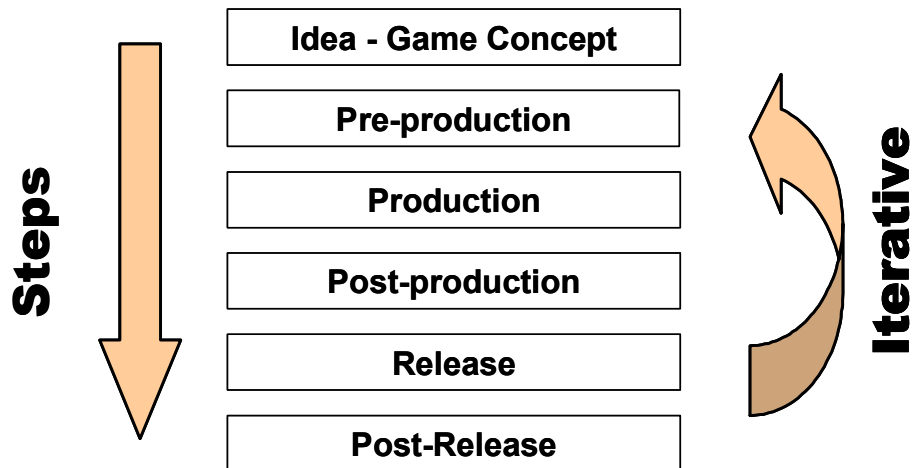 Steps
Idea - Game Concept
Pre-production
Production
Post-production
Release
Post-Release
Iterative